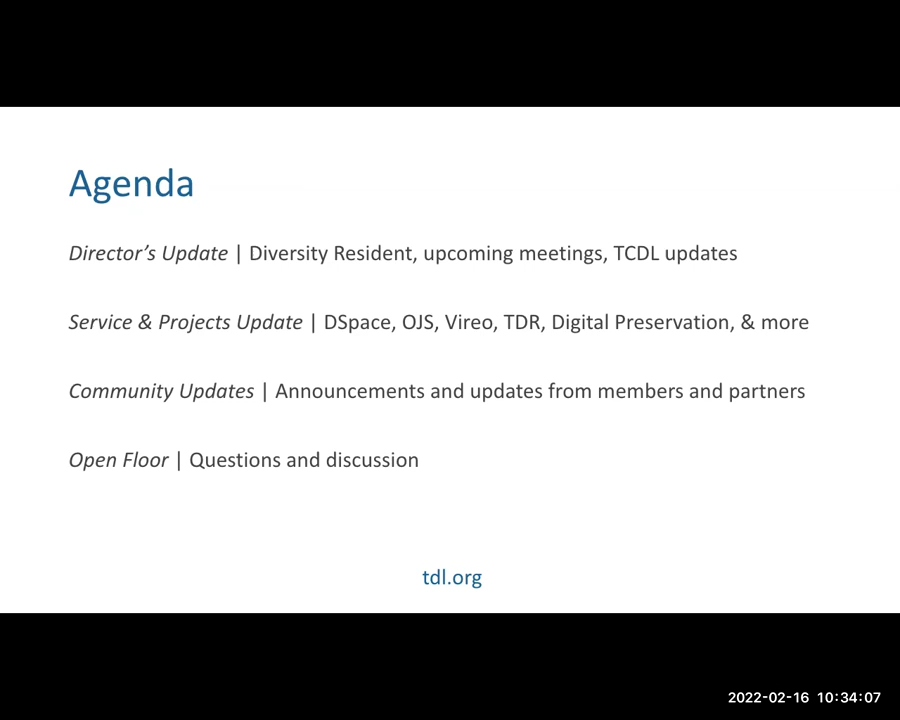 Agenda
Director’s Update | Diversity Resident, upcoming meetings, TCDL updates
Service & Projects Update | DSpace, OJS, Vireo, TDR, Digital Preservation, & more
Community Updates | Announcements and updates from members and partners
Open Floor | Questions and discussion
tdl.org
2022-02-16 10:34:07